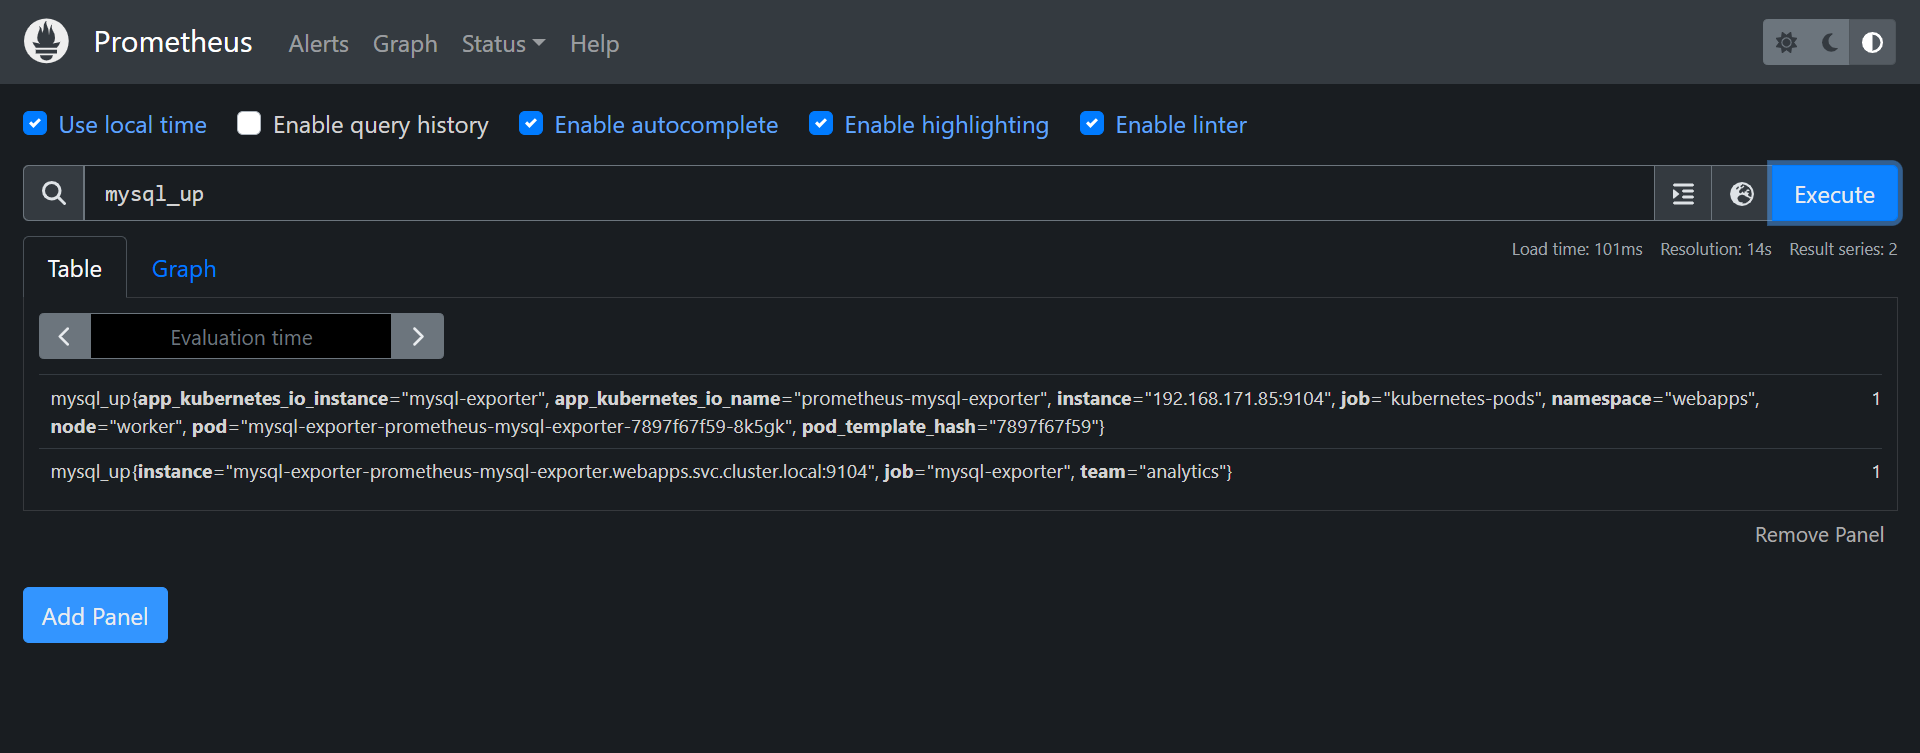 Prometheus Alerts Graph Status Help
Use local time Enable query history Enable autocomplete Enable highlighting Enable linter
mysql_up Execute
Load time: 101ms Resolution: 14s Result series: 2
Table Graph
Evaluation time
mysql_up{app_kubernetes_io_instance="mysql-exporter", app_kubernetes_io_name="prometheus-mysql-exporter", instance="192.168.171.85:9104", job="kubernetes-pods", namespace="webapps", 1
node="worker", pod="mysql-exporter-prometheus-mysql-exporter-7897f67f59-8k5gk", pod_template_hash="7897f67f59"}
mysql_up{instance="mysql-exporter-prometheus-mysql-exporter.webapps.svc.cluster.local:9104", job="mysql-exporter", team="analytics"} 1
Remove Panel
Add Panel